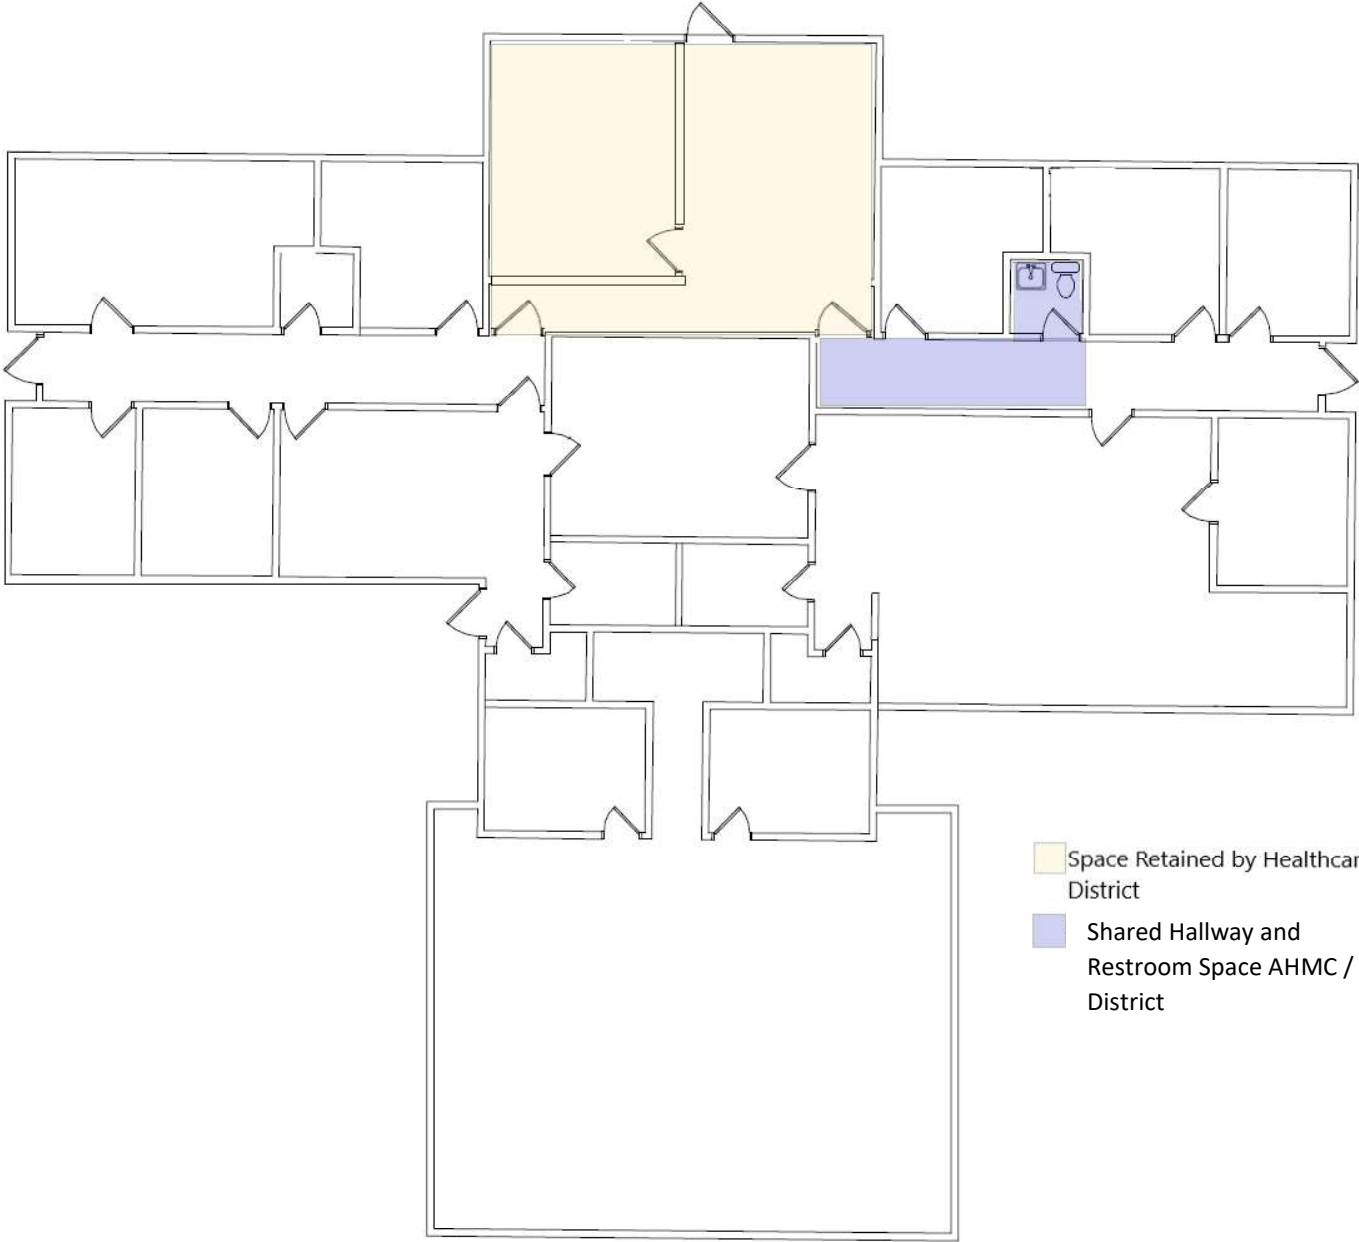 Space Retained by Healthcar
District
Shared Hallway and
Restroom Space AHMC /
District